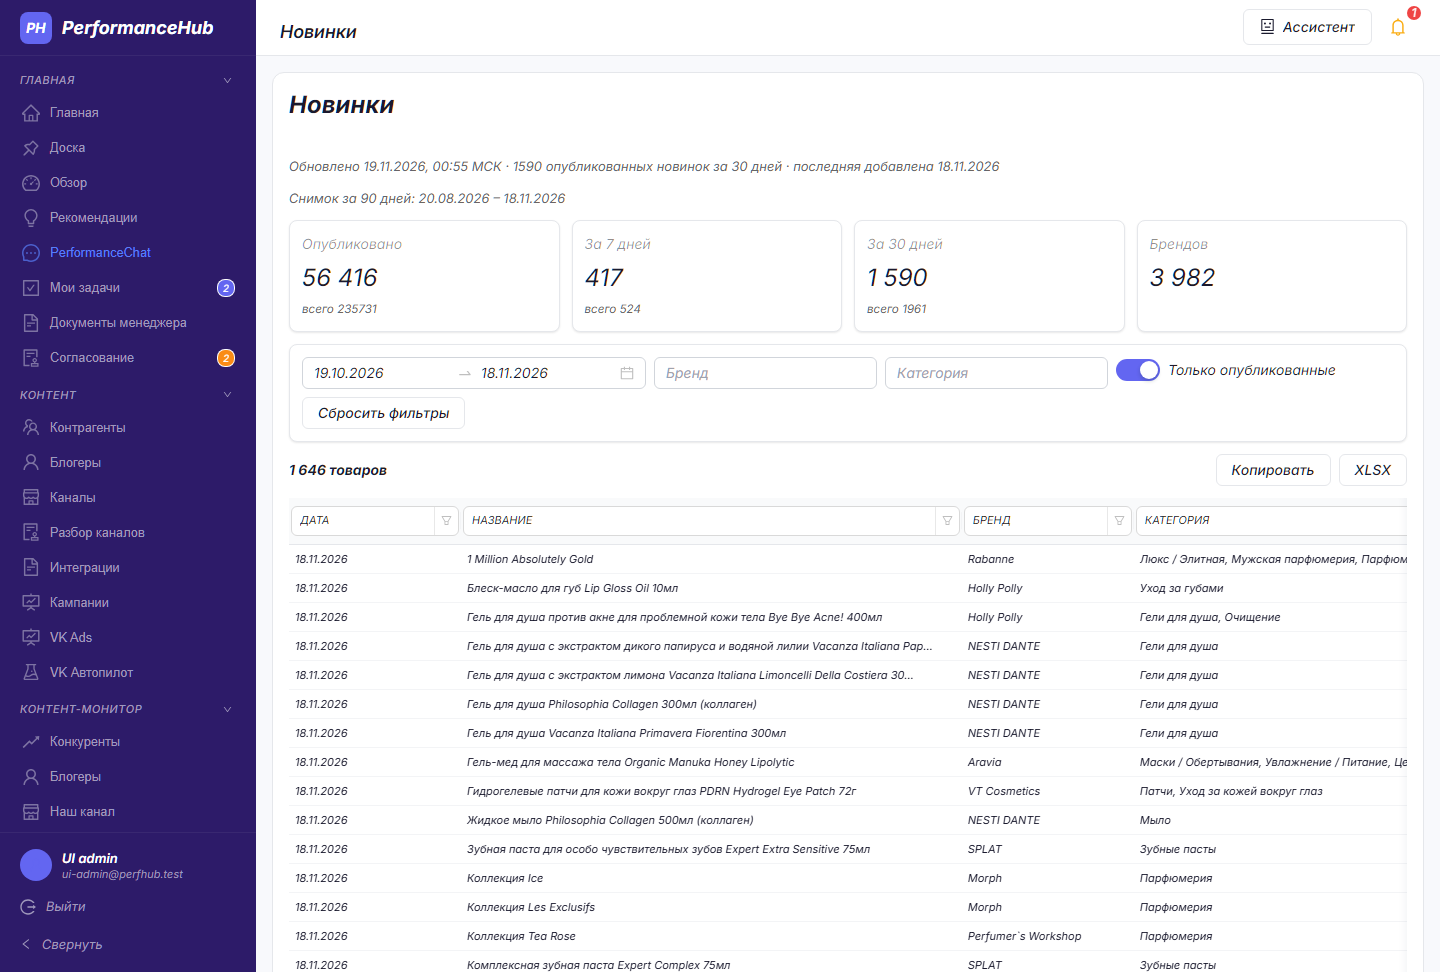 PH PerformanceHub
ГЛАВНАЯ
Главная
Доска
Обзор
Рекомендации
PerformanceChat
Мои задачи 2
Документы менеджера
Согласование 2
КОНТЕНТ
Контрагенты
Блогеры
Каналы
Разбор каналов
Интеграции
Кампании
VK Ads
VK Автопилот
КОНТЕНТ-МОНИТОР
Конкуренты
Блогеры
Наш канал
UI admin
ui-admin@perfhub.test
Выйти
Свернуть
Новинки
Ассистент
1
Новинки
Обновлено 19.11.2026, 00:55 МСК · 1590 опубликованных новинок за 30 дней · последняя добавлена 18.11.2026
Снимок за 90 дней: 20.08.2026 – 18.11.2026
Опубликовано
56 416
всего 235731
За 7 дней
417
всего 524
За 30 дней
1 590
всего 1961
Брендов
3 982
19.10.2026 → 18.11.2026 Бренд Категория Только опубликованные
Сбросить фильтры
1 646 товаров Копировать XLSX
ДАТА НАЗВАНИЕ БРЕНД КАТЕГОРИЯ
18.11.2026 1 Million Absolutely Gold Rabanne Люкс / Элитная, Мужская парфюмерия, Парфюм
18.11.2026 Блеск-масло для губ Lip Gloss Oil 10мл Holly Polly Уход за губами
18.11.2026 Гель для душа против акне для проблемной кожи тела Bye Bye Acne! 400мл Holly Polly Гели для душа, Очищение
18.11.2026 Гель для душа с экстрактом дикого папируса и водяной лилии Vacanza Italiana Pap... NESTI DANTE Гели для душа
18.11.2026 Гель для душа с экстрактом лимона Vacanza Italiana Limoncelli Della Costiera 30... NESTI DANTE Гели для душа
18.11.2026 Гель для душа Philosophia Collagen 300мл (коллаген) NESTI DANTE Гели для душа
18.11.2026 Гель для душа Vacanza Italiana Primavera Fiorentina 300мл NESTI DANTE Гели для душа
18.11.2026 Гель-мед для массажа тела Organic Manuka Honey Lipolytic Aravia Маски / Обертывания, Увлажнение / Питание, Це
18.11.2026 Гидрогелевые патчи для кожи вокруг глаз PDRN Hydrogel Eye Patch 72г VT Cosmetics Патчи, Уход за кожей вокруг глаз
18.11.2026 Жидкое мыло Philosophia Collagen 500мл (коллаген) NESTI DANTE Мыло
18.11.2026 Зубная паста для особо чувствительных зубов Expert Extra Sensitive 75мл SPLAT Зубные пасты
18.11.2026 Коллекция Ice Morph Парфюмерия
18.11.2026 Коллекция Les Exclusifs Morph Парфюмерия
18.11.2026 Коллекция Tea Rose Perfumer`s Workshop Парфюмерия
18.11.2026 Комплексная зубная паста Expert Complex 75мл SPLAT Зубные пасты